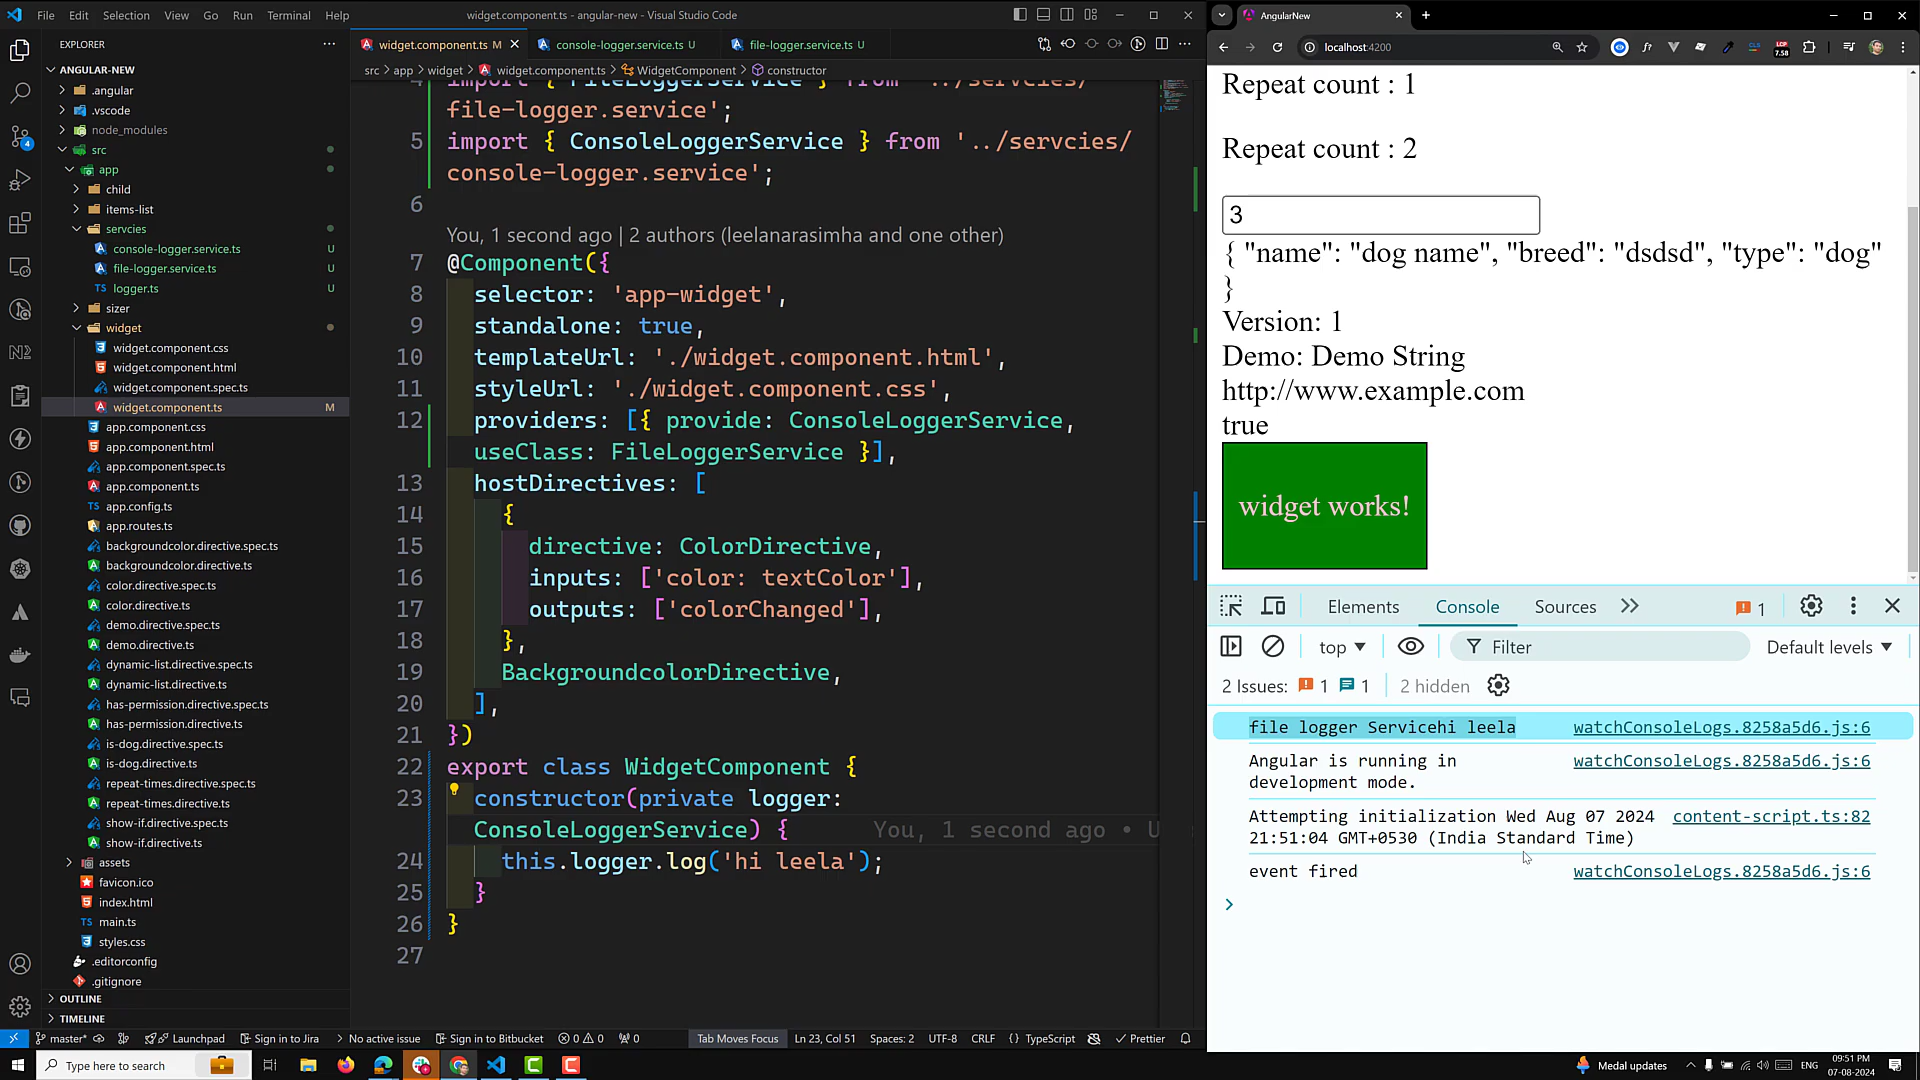 File Edit Selection View Go Run Terminal Help
widget.component.ts - angular-new - Visual Studio Code
EXPLORER
ANGULAR-NEW
.angular
.vscode
node_modules
src
app
child
items-list
servcies
console-logger.service.ts U
file-logger.service.ts U
logger.ts U
sizer
widget
widget.component.css
widget.component.html
widget.component.spec.ts
widget.component.ts M
app.component.css
app.component.html
app.component.spec.ts
app.component.ts
app.config.ts
app.routes.ts
backgroundcolor.directive.spec.ts
backgroundcolor.directive.ts
color.directive.spec.ts
color.directive.ts
demo.directive.spec.ts
demo.directive.ts
dynamic-list.directive.spec.ts
dynamic-list.directive.ts
has-permission.directive.spec.ts
has-permission.directive.ts
is-dog.directive.spec.ts
is-dog.directive.ts
repeat-times.directive.spec.ts
repeat-times.directive.ts
show-if.directive.spec.ts
show-if.directive.ts
assets
favicon.ico
index.html
main.ts
styles.css
.editorconfig
.gitignore
OUTLINE
TIMELINE
widget.component.ts M console-logger.service.ts U file-logger.service.ts U
src > app > widget > widget.component.ts > WidgetComponent > constructor
4 import { FileLoggerService } from '../servcies/
file-logger.service';
5 import { ConsoleLoggerService } from '../servcies/
console-logger.service';
6
You, 1 second ago | 2 authors (leelanarasimha and one other)
7 @Component({
8 selector: 'app-widget',
9 standalone: true,
10 templateUrl: './widget.component.html',
11 styleUrl: './widget.component.css',
12 providers: [{ provide: ConsoleLoggerService,
useClass: FileLoggerService }],
13 hostDirectives: [
14 {
15 directive: ColorDirective,
16 inputs: ['color: textColor'],
17 outputs: ['colorChanged'],
18 },
19 BackgroundcolorDirective,
20 ],
21 })
22 export class WidgetComponent {
23 constructor(private logger:
ConsoleLoggerService) { You, 1 second ago • U
24 this.logger.log('hi leela');
25 }
26 }
27
master* Launchpad Sign in to Jira No active issue Sign in to Bitbucket 0 0 0 Tab Moves Focus Ln 23, Col 51 Spaces: 2 UTF-8 CRLF {} TypeScript Prettier
AngularNew
localhost:4200
LCP
7.58
Repeat count : 1
Repeat count : 2
3
{ "name": "dog name", "breed": "dsdsd", "type": "dog"
}
Version: 1
Demo: Demo String
http://www.example.com
true
widget works!
Elements Console Sources 1
top Filter Default levels
2 Issues: 1 1 2 hidden
file logger Servicehi leela watchConsoleLogs.8258a5d6.js:6
Angular is running in watchConsoleLogs.8258a5d6.js:6
development mode.
Attempting initialization Wed Aug 07 2024 content-script.ts:82
21:51:04 GMT+0530 (India Standard Time)
event fired watchConsoleLogs.8258a5d6.js:6
Type here to search
Medal updates ENG 09:51 PM
07-08-2024